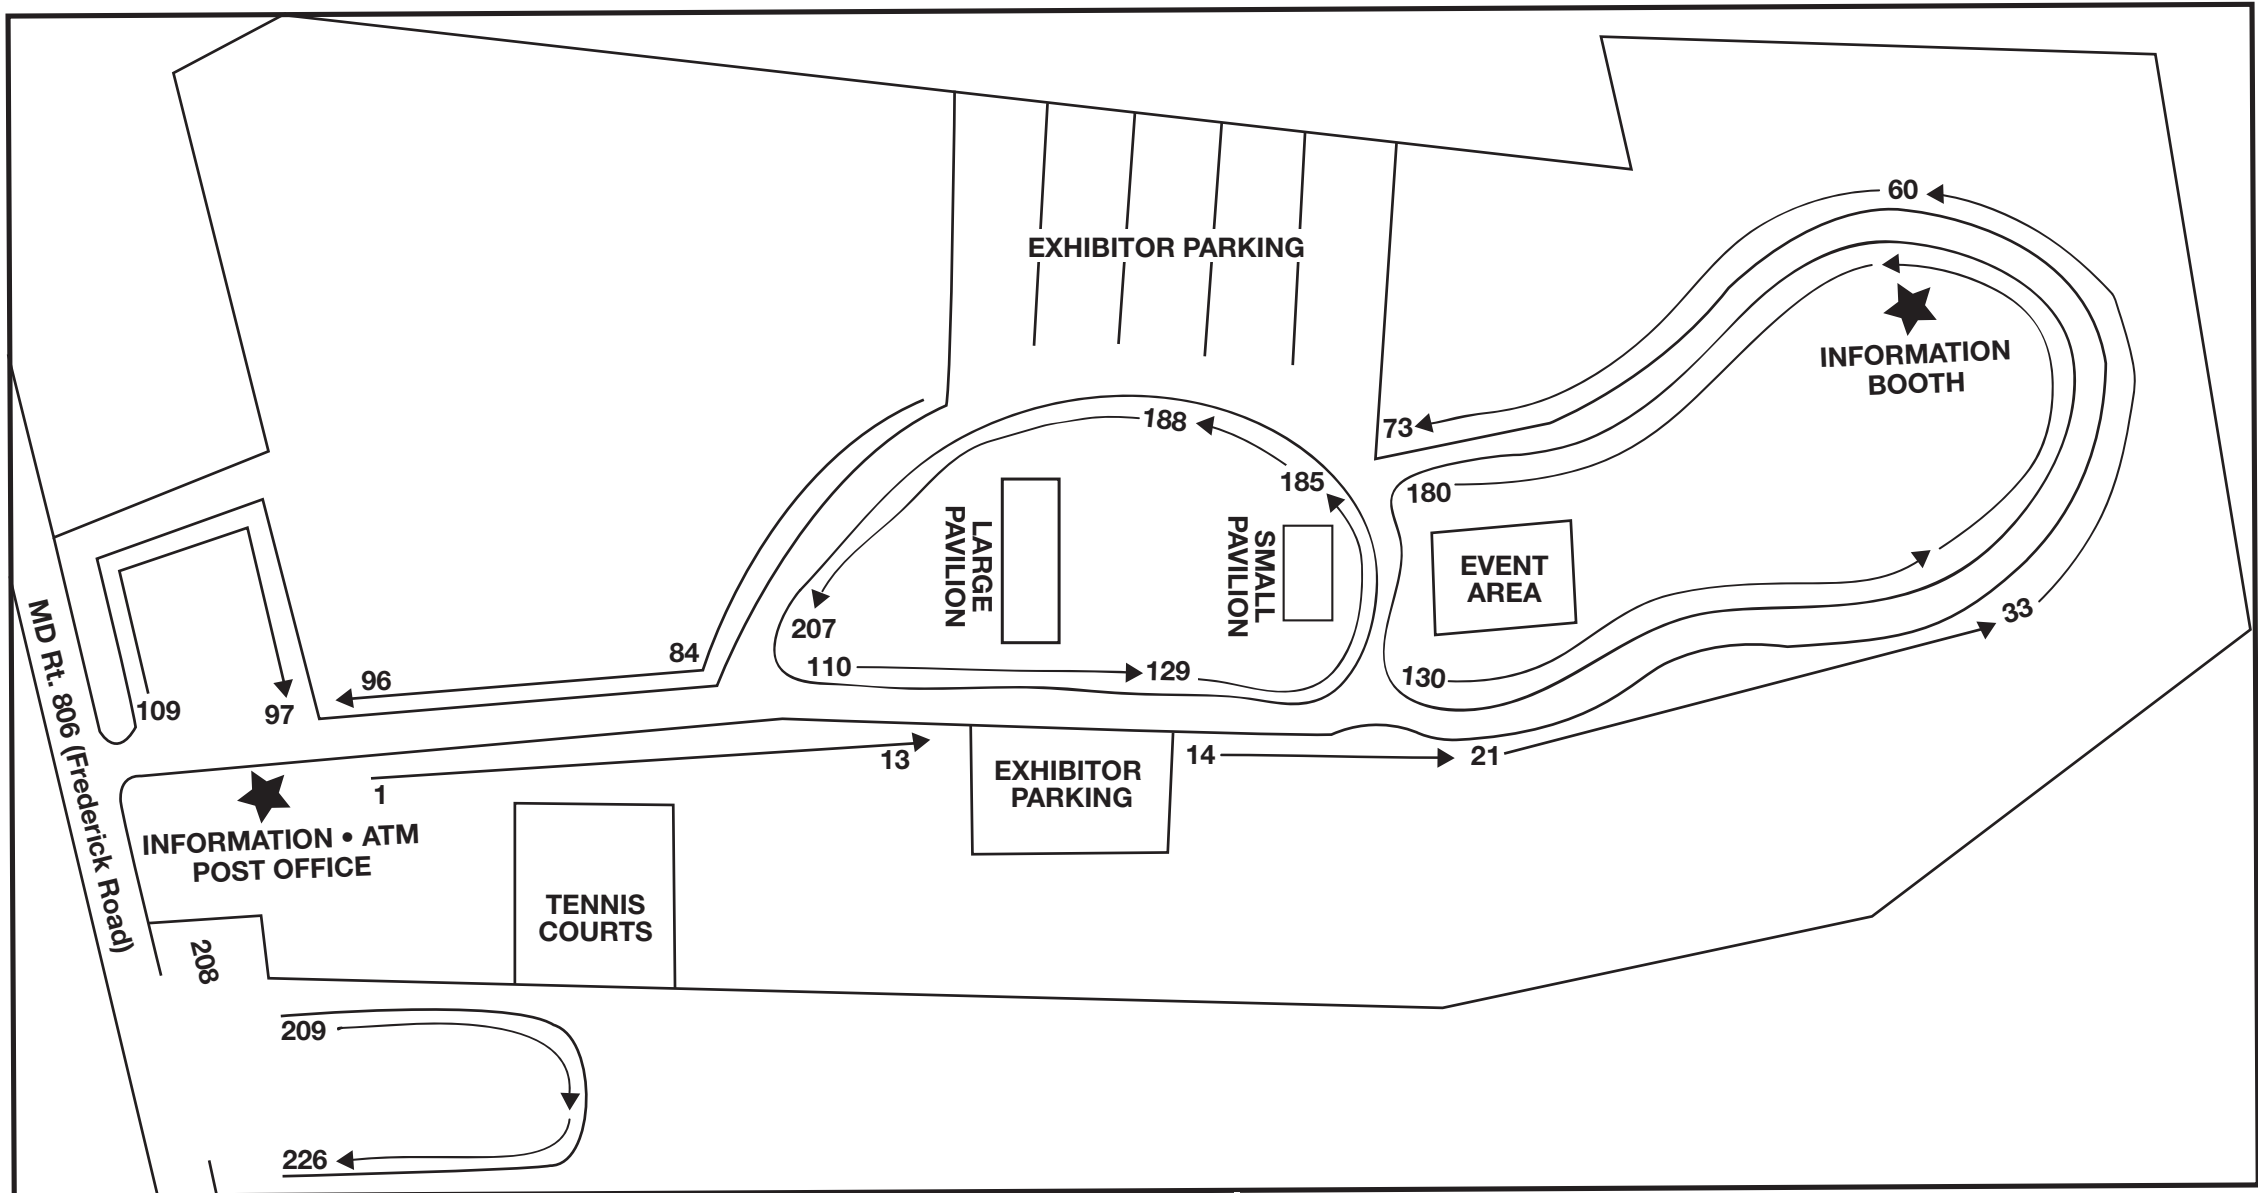 60
EXHIBITOR PARKING
INFORMATION
BOOTH
73
188
185
180
LARGE
PAVILION
SMALL
PAVILION
EVENT
AREA
207
33
84
110
129
130
96
109
97
MD Rt. 806 (Frederick Road)
13
14
21
1
EXHIBITOR
PARKING
INFORMATION • ATM
POST OFFICE
TENNIS
COURTS
208
209
226